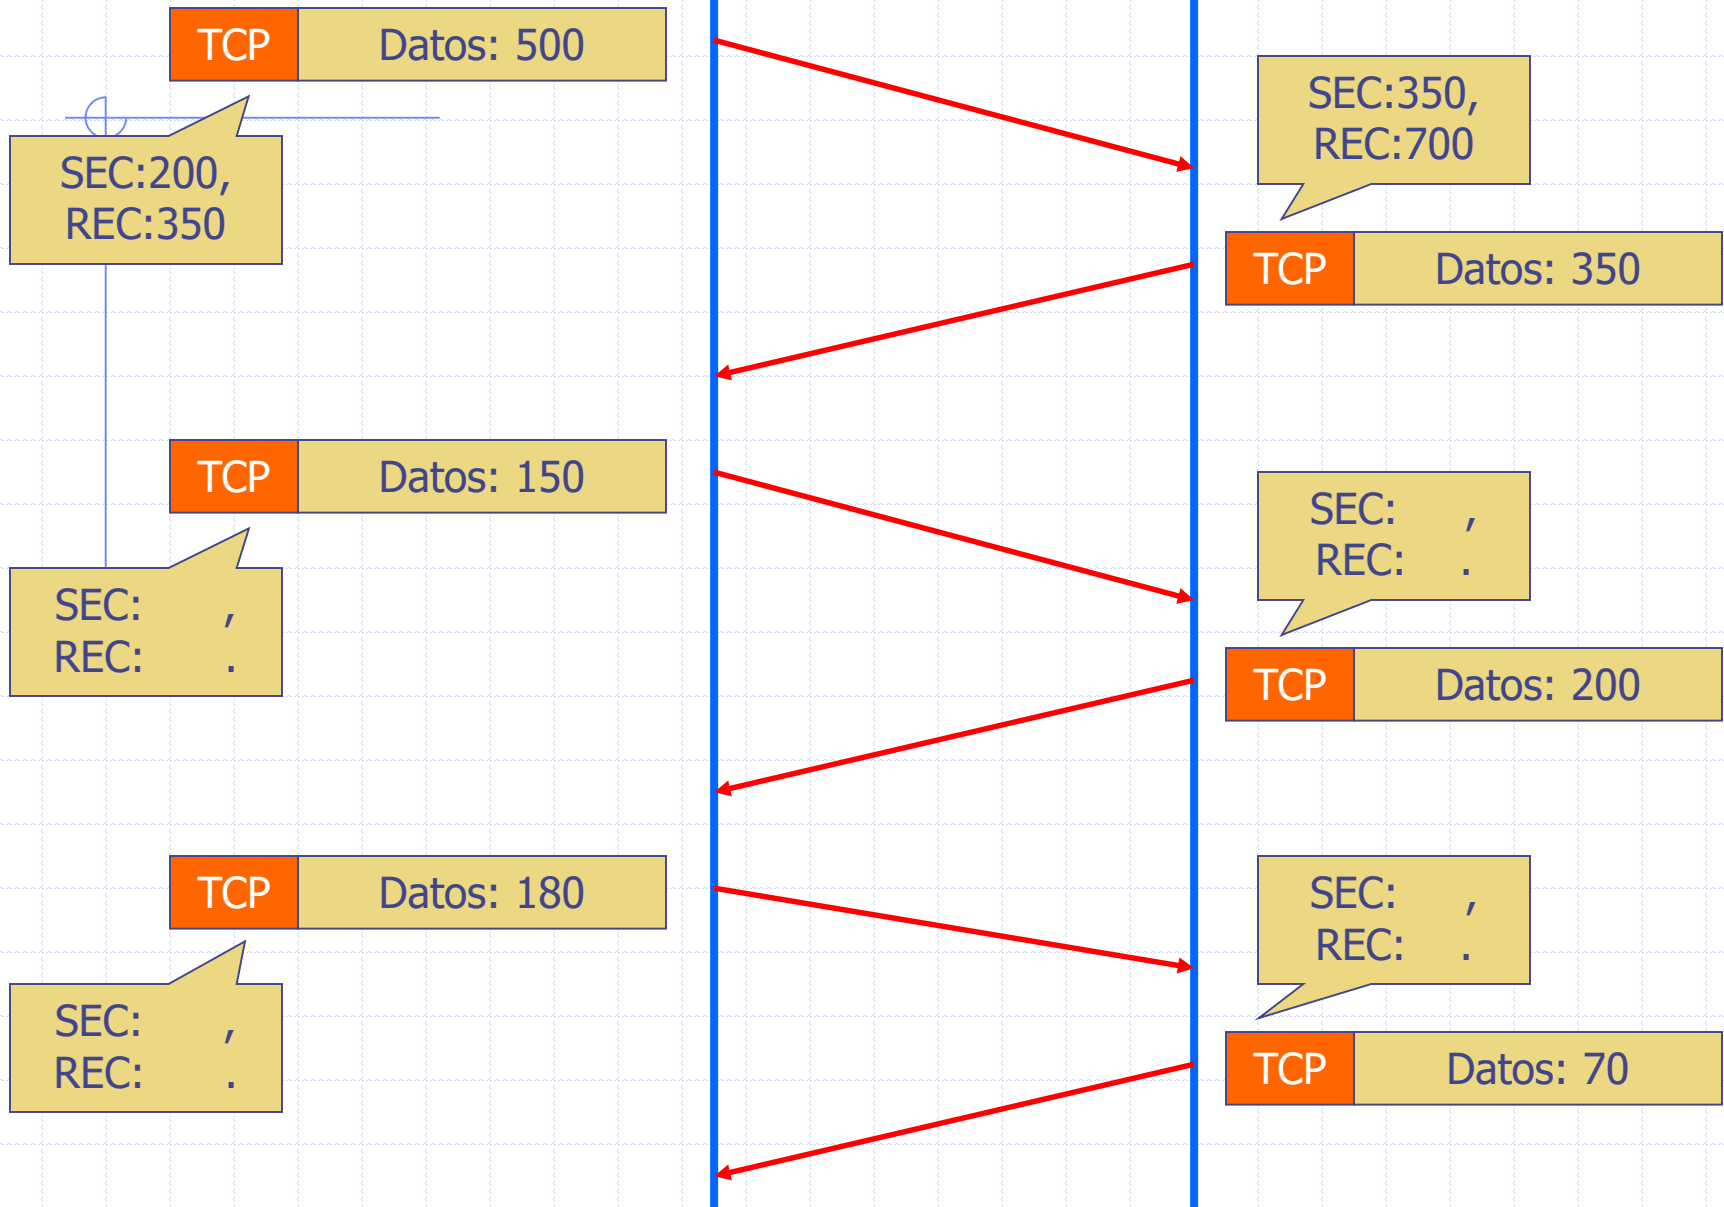 TCP Datos: 500
SEC:350,
REC:700
SEC:200,
REC:350
TCP Datos: 350
TCP Datos: 150
SEC: ,
REC: .
SEC: ,
REC: .
TCP Datos: 200
TCP Datos: 180
SEC: ,
REC: .
SEC: ,
REC: .
TCP Datos: 70